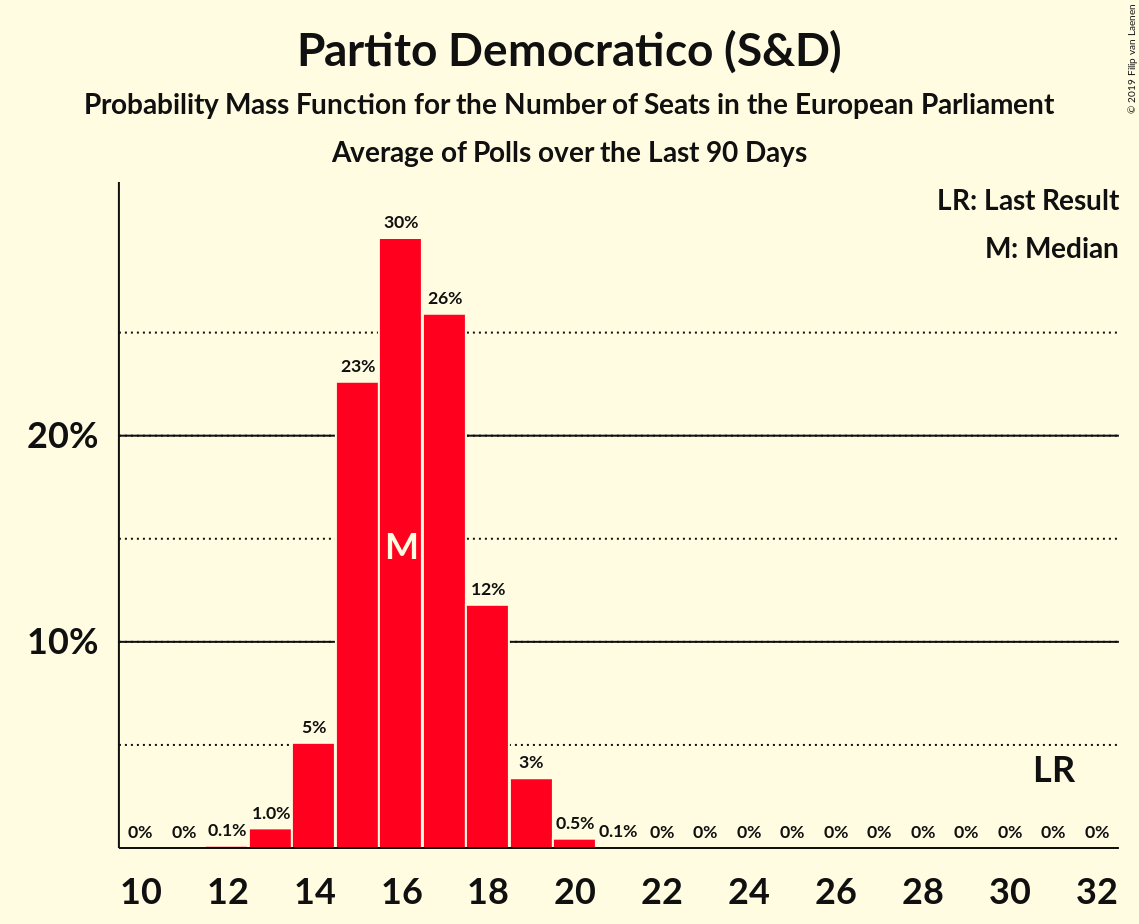 Partito Democratico (S&D)
Probability Mass Function for the Number of Seats in the European Parliament
Average of Polls over the Last 90 Days
© 2019 Filip van Laenen
LR: Last Result
M: Median
30%
26%
23%
20%
M
12%
10%
5%
3%
LR
0% 0% 0.1% 1.0% 0.5% 0.1% 0% 0% 0% 0% 0% 0% 0% 0% 0% 0% 0%
10 12 14 16 18 20 22 24 26 28 30 32